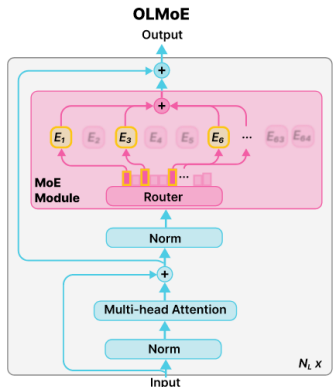 OLMoE
Output
+
+
E1 E2 E3 E4 E5 E6 ... E63 E64
...
MoE
Module
Router
Norm
+
Multi-head Attention
Norm
NL x
Input